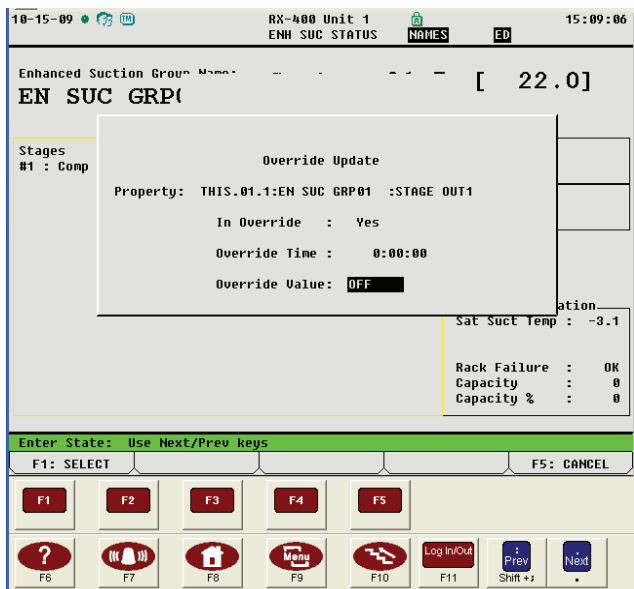 10-15-09
RX-400 Unit 1
15:09:06
ENH SUC STATUS
NAMES
ED
Enhanced Suction Group Name:
[ 22.0]
EN SUC GRP(
Stages
#1 : Comp
Override Update
Property: THIS.01.1:EN SUC GRP01 :STAGE OUT1
In Override : Yes
Override Time : 0:00:00
Override Value: OFF
ation
Sat Suct Temp : -3.1
Rack Failure : OK
Capacity : 0
Capacity % : 0
Enter State: Use Next/Prev keys
F1: SELECT
F5: CANCEL
F1
F2
F3
F4
F5
?
F6
F7
F8
Menu
F9
F10
Log In/Out
F11
:
Prev
Shift +;
.
Next
.